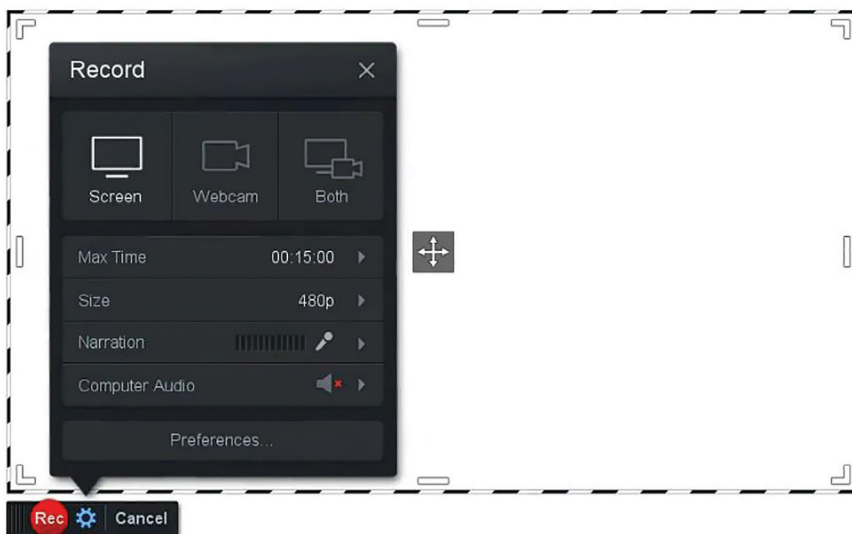 Record
Screen Webcam Both
Max Time 00:15:00
Size 480p
Narration
Computer Audio
Preferences...
Rec Cancel